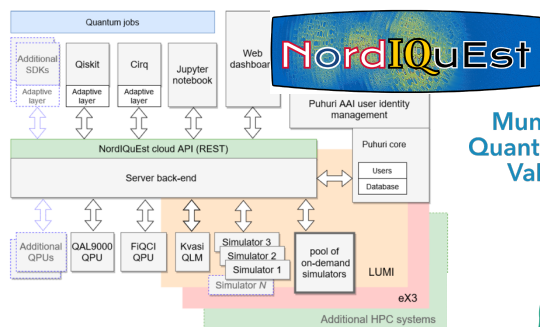 Quantum jobs
NordIQuEst
Additional
SDKs
Adaptive
layer
Qiskit
Adaptive
layer
Cirq
Adaptive
layer
Jupyter
notebook
Web
dashboard
Puhuri AAI user identity
management
Puhuri core
Users
Database
Mun
Quant
Val
NordIQuEst cloud API (REST)
Server back-end
Additional
QPUs
QAL9000
QPU
FiQCI
QPU
Kvasi
QLM
Simulator 3
Simulator 2
Simulator 1
Simulator N
pool of
on-demand
simulators
LUMI
eX3
Additional HPC systems